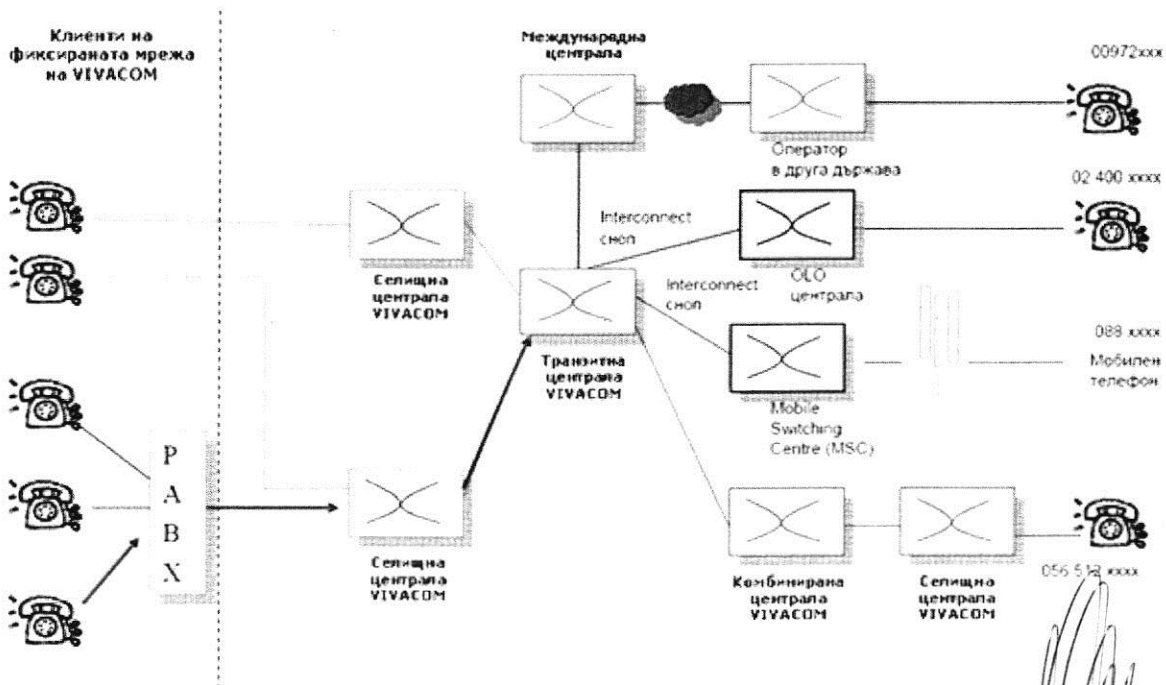 Клиенти на
фиксираната мрежа
на VIVACOM
Международна
централа
00972xxx
Оператор
в друга държава
02 400 xxxx
Interconnect
сноп
Селищна
централа
VIVACOM
OLO
централа
Interconnect
сноп
088 xxxx
Мобилен
телефон
Транзитна
централа
VIVACOM
Mobile
Switching
Centre (MSC)
P
A
B
X
Селищна
централа
VIVACOM
Комбинирана
централа
VIVACOM
Селищна
централа
VIVACOM
056 512 xxxx